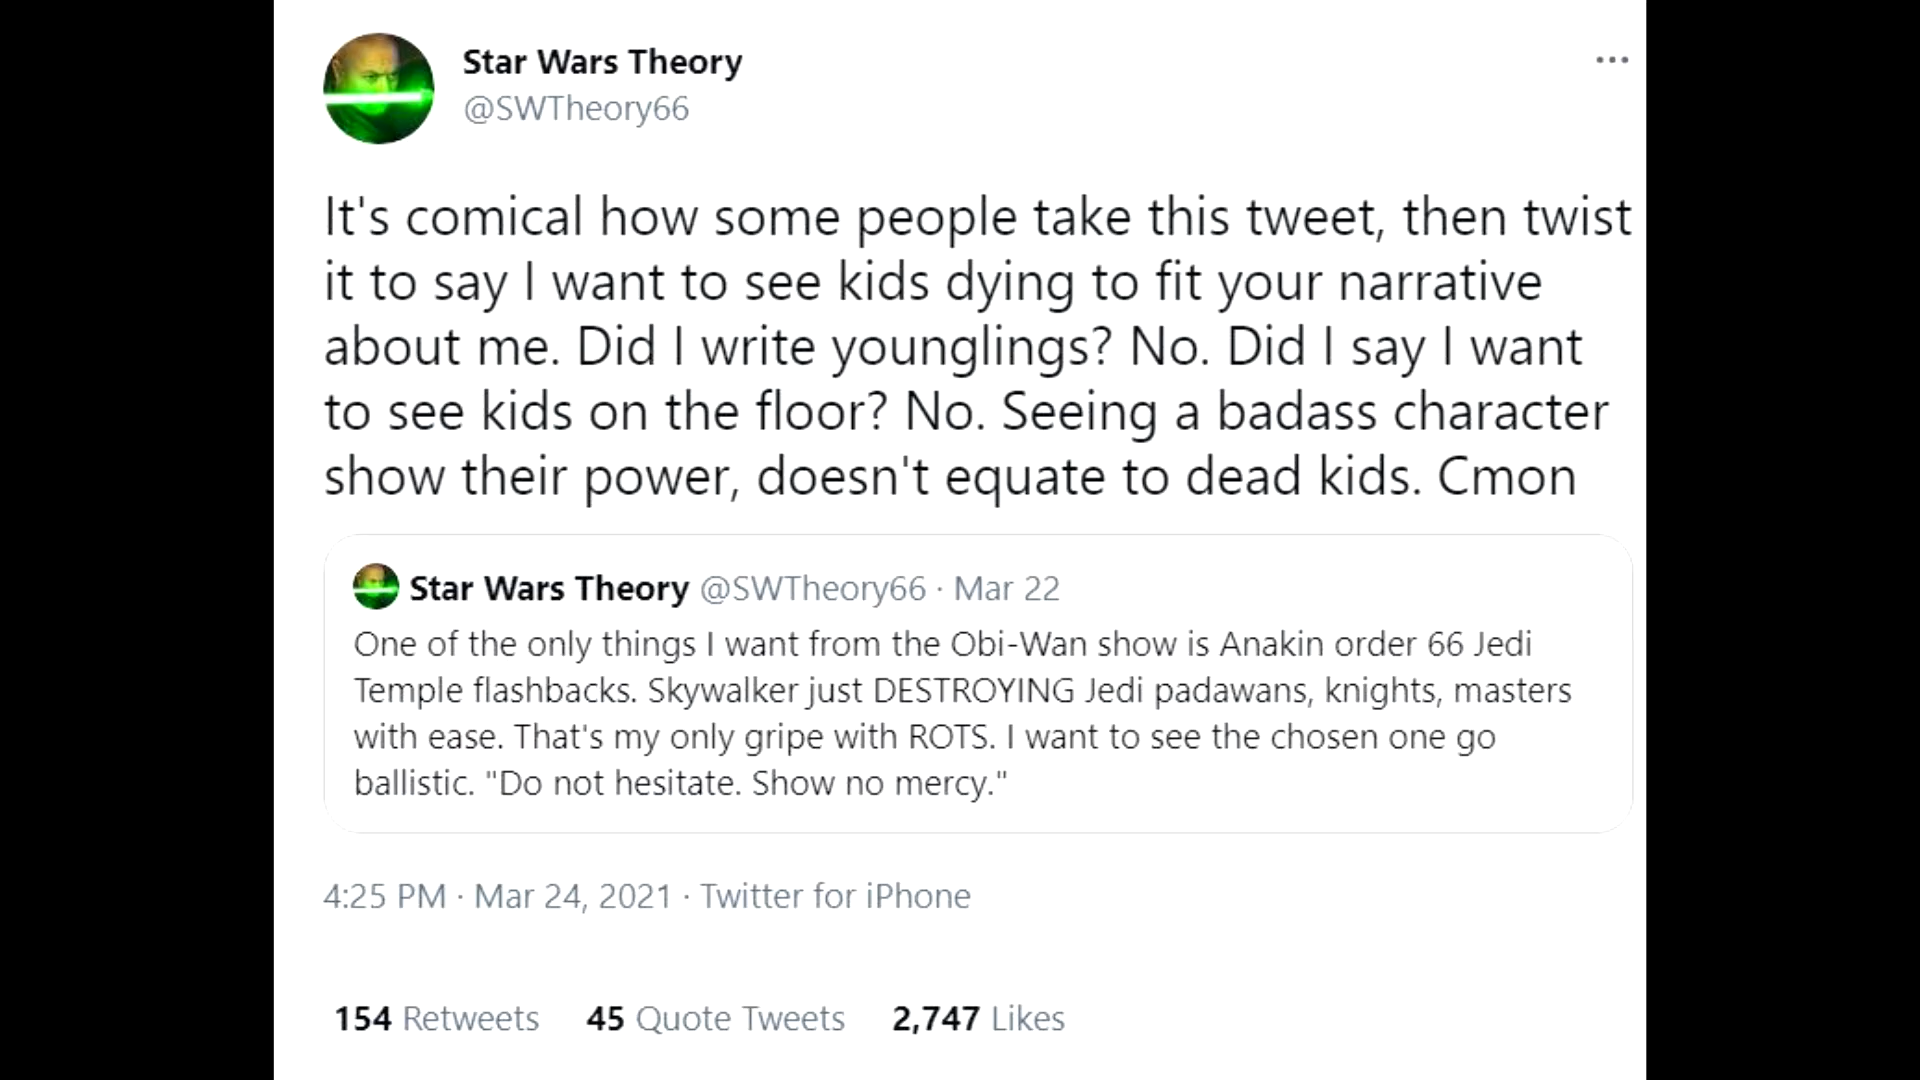 Star Wars Theory
@SWTheory66
It's comical how some people take this tweet, then twist
it to say I want to see kids dying to fit your narrative
about me. Did I write younglings? No. Did I say I want
to see kids on the floor? No. Seeing a badass character
show their power, doesn't equate to dead kids. Cmon
Star Wars Theory @SWTheory66 · Mar 22
One of the only things I want from the Obi-Wan show is Anakin order 66 Jedi
Temple flashbacks. Skywalker just DESTROYING Jedi padawans, knights, masters
with ease. That's my only gripe with ROTS. I want to see the chosen one go
ballistic. "Do not hesitate. Show no mercy."
4:25 PM · Mar 24, 2021 · Twitter for iPhone
154 Retweets 45 Quote Tweets 2,747 Likes